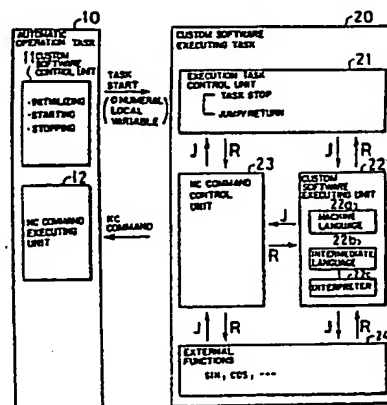 10
AUTOMATIC
OPERATION TASK
11 CUSTOM
SOFTWARE
CONTROL UNIT
·INITIALIZING
·STARTING
·STOPPING
12
NC COMMAND
EXECUTING
UNIT
TASK
START
(O NUMERAL
LOCAL
VARIABLE)
NC
COMMAND
20
CUSTOM SOFTWARE
EXECUTING TASK
21
EXECUTION TASK
CONTROL UNIT
TASK STOP
JUMP/RETURN
J R
J R
23
NC COMMAND
CONTROL
UNIT
J
R
22
CUSTOM
SOFTWARE
EXECUTING UNIT
22a
MACHINE
LANGUAGE
22b
INTERMEDIATE
LANGUAGE
22c
INTERPRETER
J R
J R
24
EXTERNAL
FUNCTIONS
SIN, COS, ---